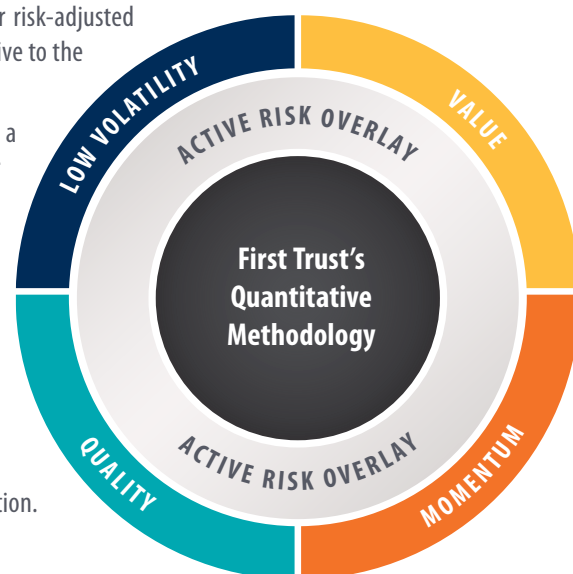 r risk-adjusted
ive to the
a
LOW VOLATILITY
VALUE
ACTIVE RISK OVERLAY
First Trust's
Quantitative
Methodology
ACTIVE RISK OVERLAY
QUALITY
MOMENTUM
tion.